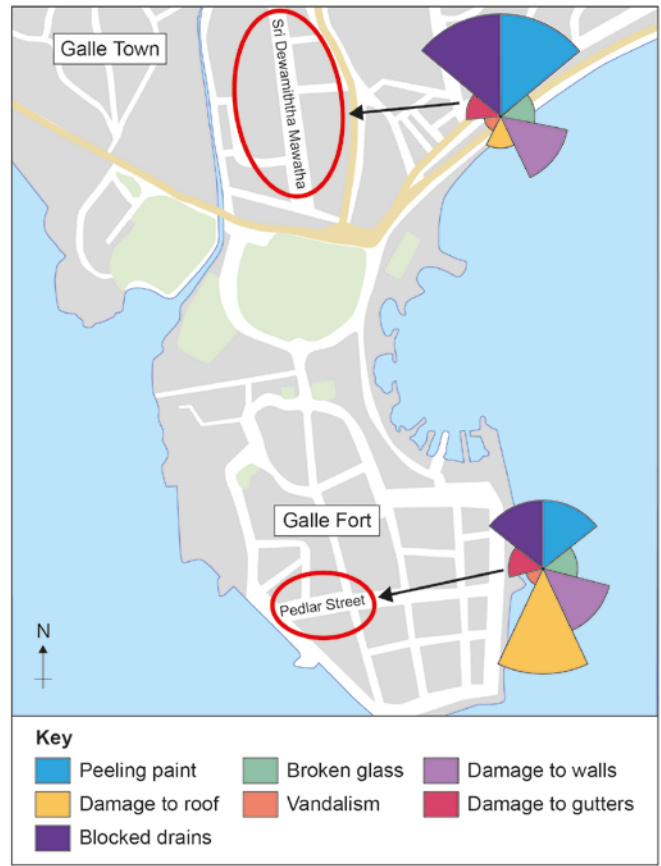 Galle Town
Sri Dewamiththa Mawatha
Galle Fort
Pedlar Street
N
Key
Peeling paint
Broken glass
Damage to walls
Damage to roof
Vandalism
Damage to gutters
Blocked drains